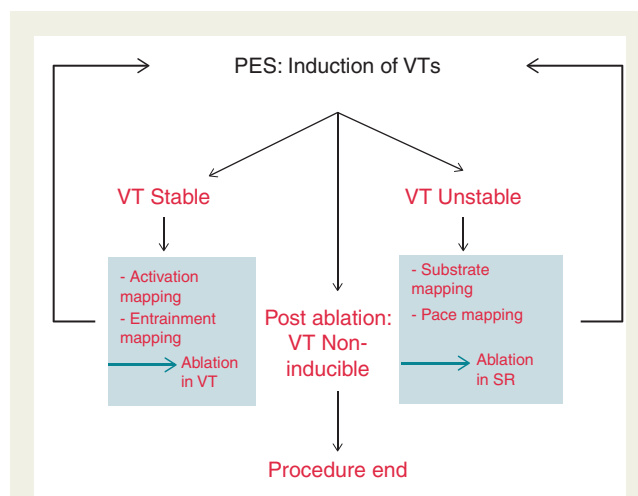 PES: Induction of VTs
VT Stable
VT Unstable
- Activation
mapping
- Entrainment
mapping
Ablation
in VT
Post ablation:
VT Non-
inducible
- Substrate
mapping
- Pace mapping
Ablation
in SR
Procedure end